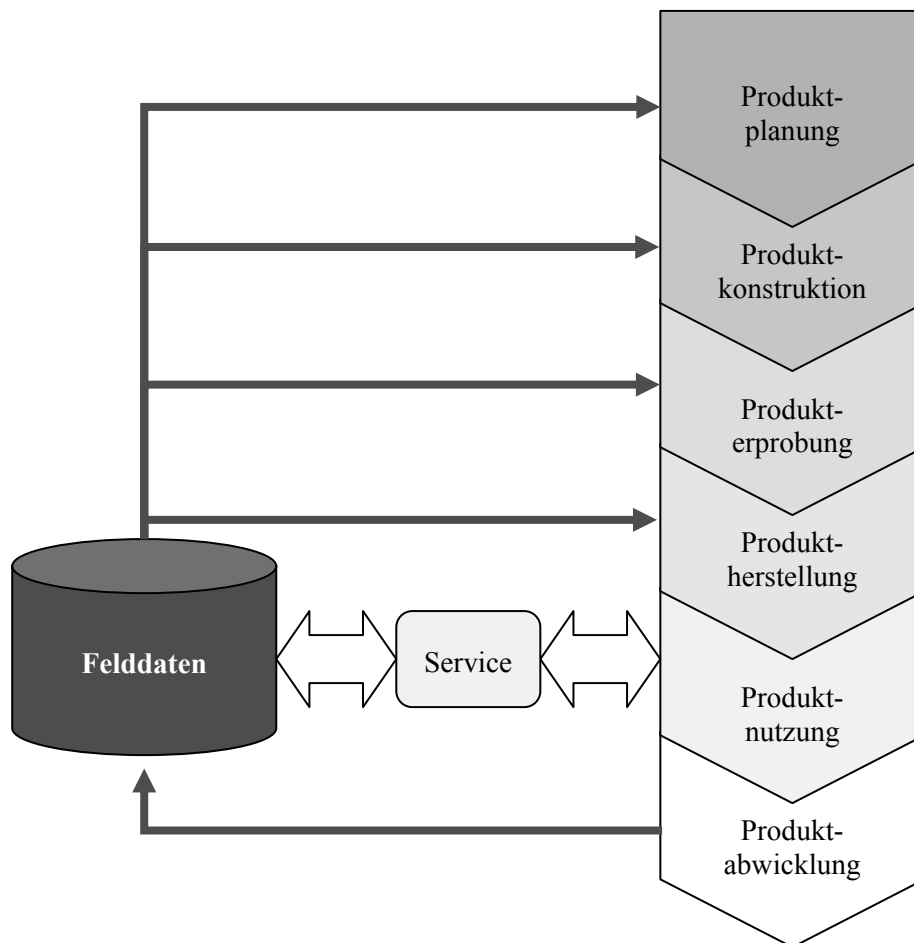 Produkt-
planung
Produkt-
konstruktion
Produkt-
erprobung
Produkt-
herstellung
Felddaten
Service
Produkt-
nutzung
Produkt-
abwicklung